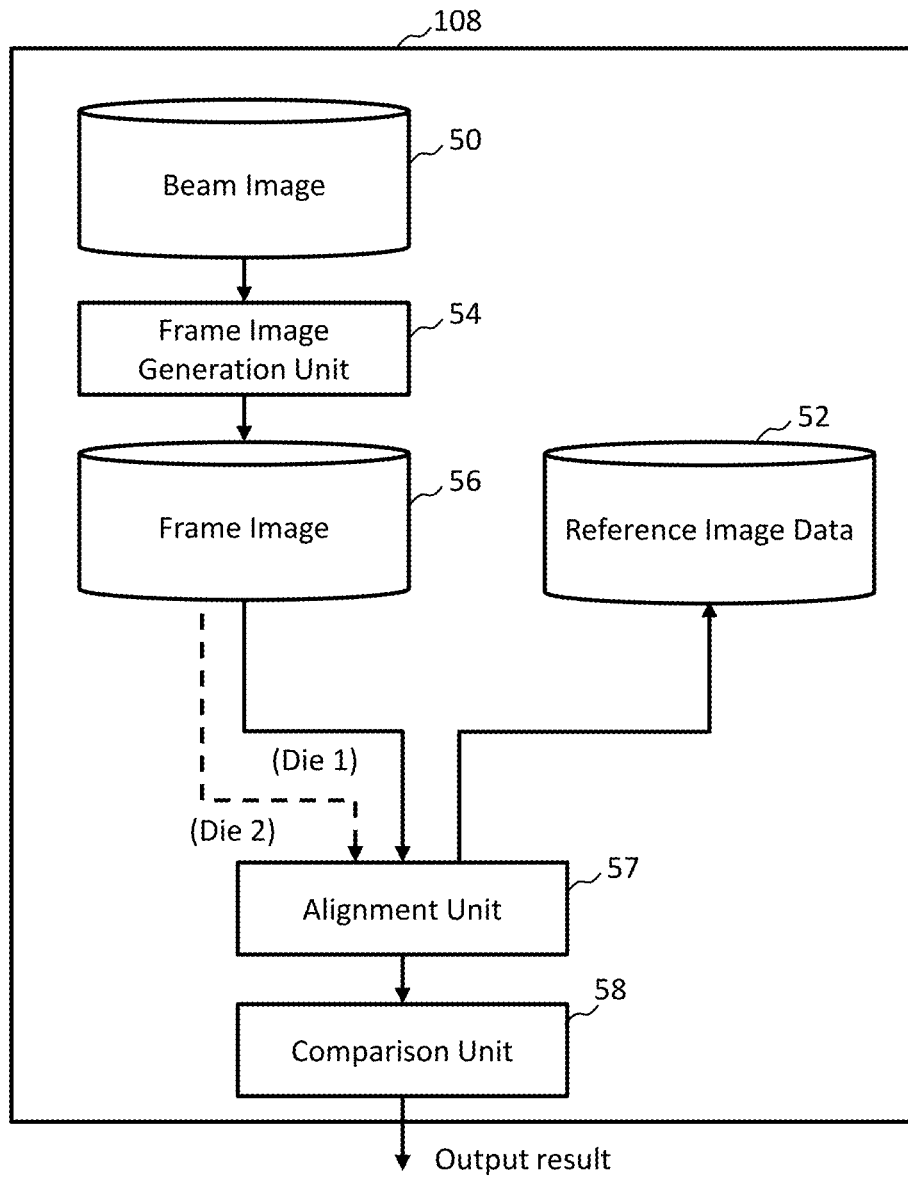 108
50
Beam Image
54
Frame Image
Generation Unit
52
56
Frame Image
Reference Image Data
(Die 1)
(Die 2)
57
Alignment Unit
58
Comparison Unit
Output result